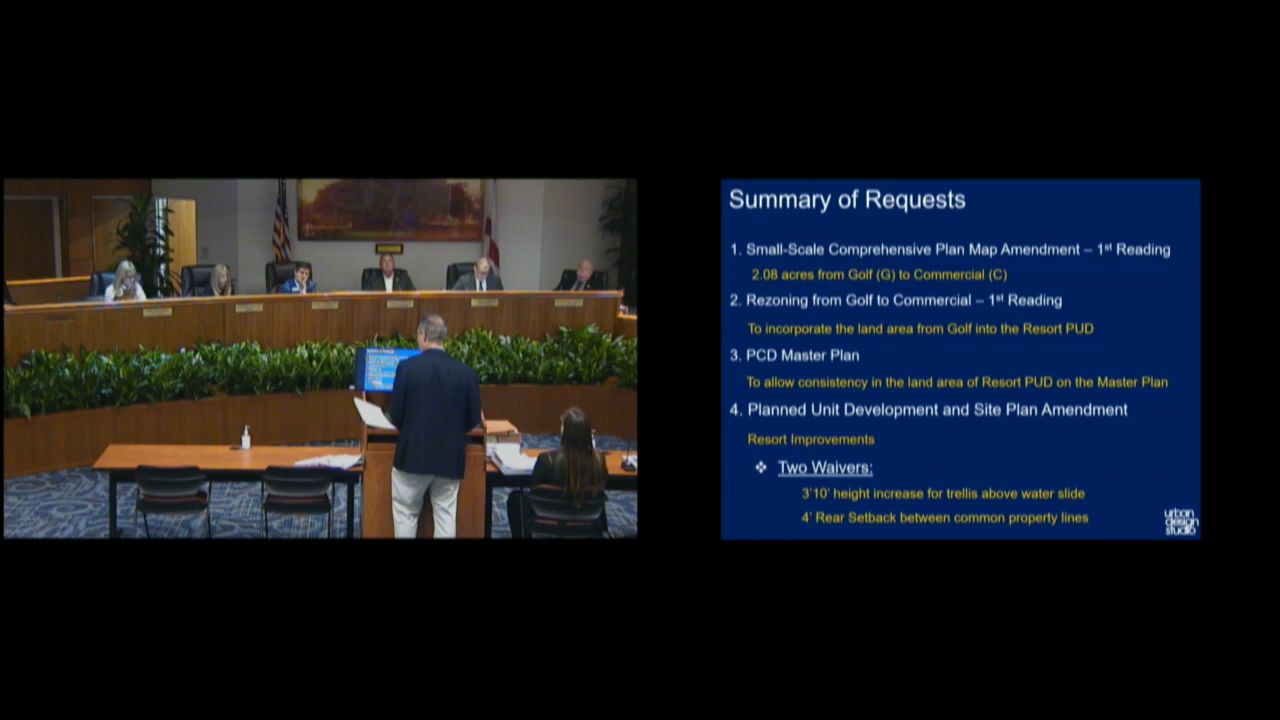 Summary of Requests
1. Small-Scale Comprehensive Plan Map Amendment – 1st Reading
2.08 acres from Golf (G) to Commercial (C)
2. Rezoning from Golf to Commercial – 1st Reading
To incorporate the land area from Golf into the Resort PUD
3. PCD Master Plan
To allow consistency in the land area of Resort PUD on the Master Plan
4. Planned Unit Development and Site Plan Amendment
Resort Improvements
❖ Two Waivers:
3'10' height increase for trellis above water slide
4' Rear Setback between common property lines
urban
design
studio